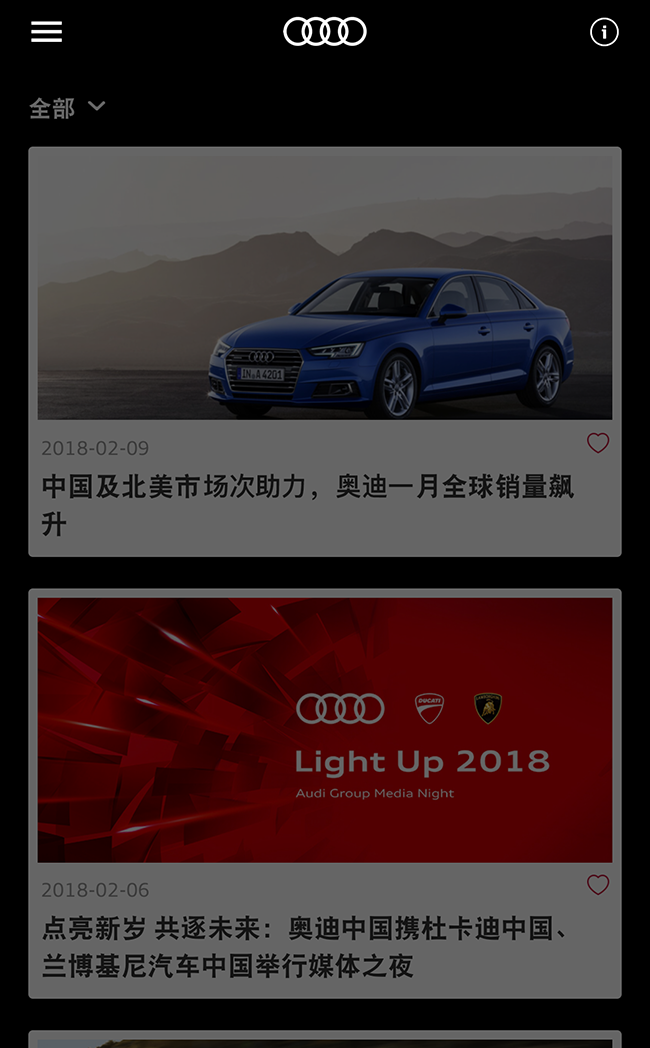 全部
IN·A 4201
2018-02-09
中国及北美市场次助力，奥迪一月全球销量飙
升
DUCATI
Light Up 2018
Audi Group Media Night
2018-02-06
点亮新岁 共逐未来：奥迪中国携杜卡迪中国、
兰博基尼汽车中国举行媒体之夜